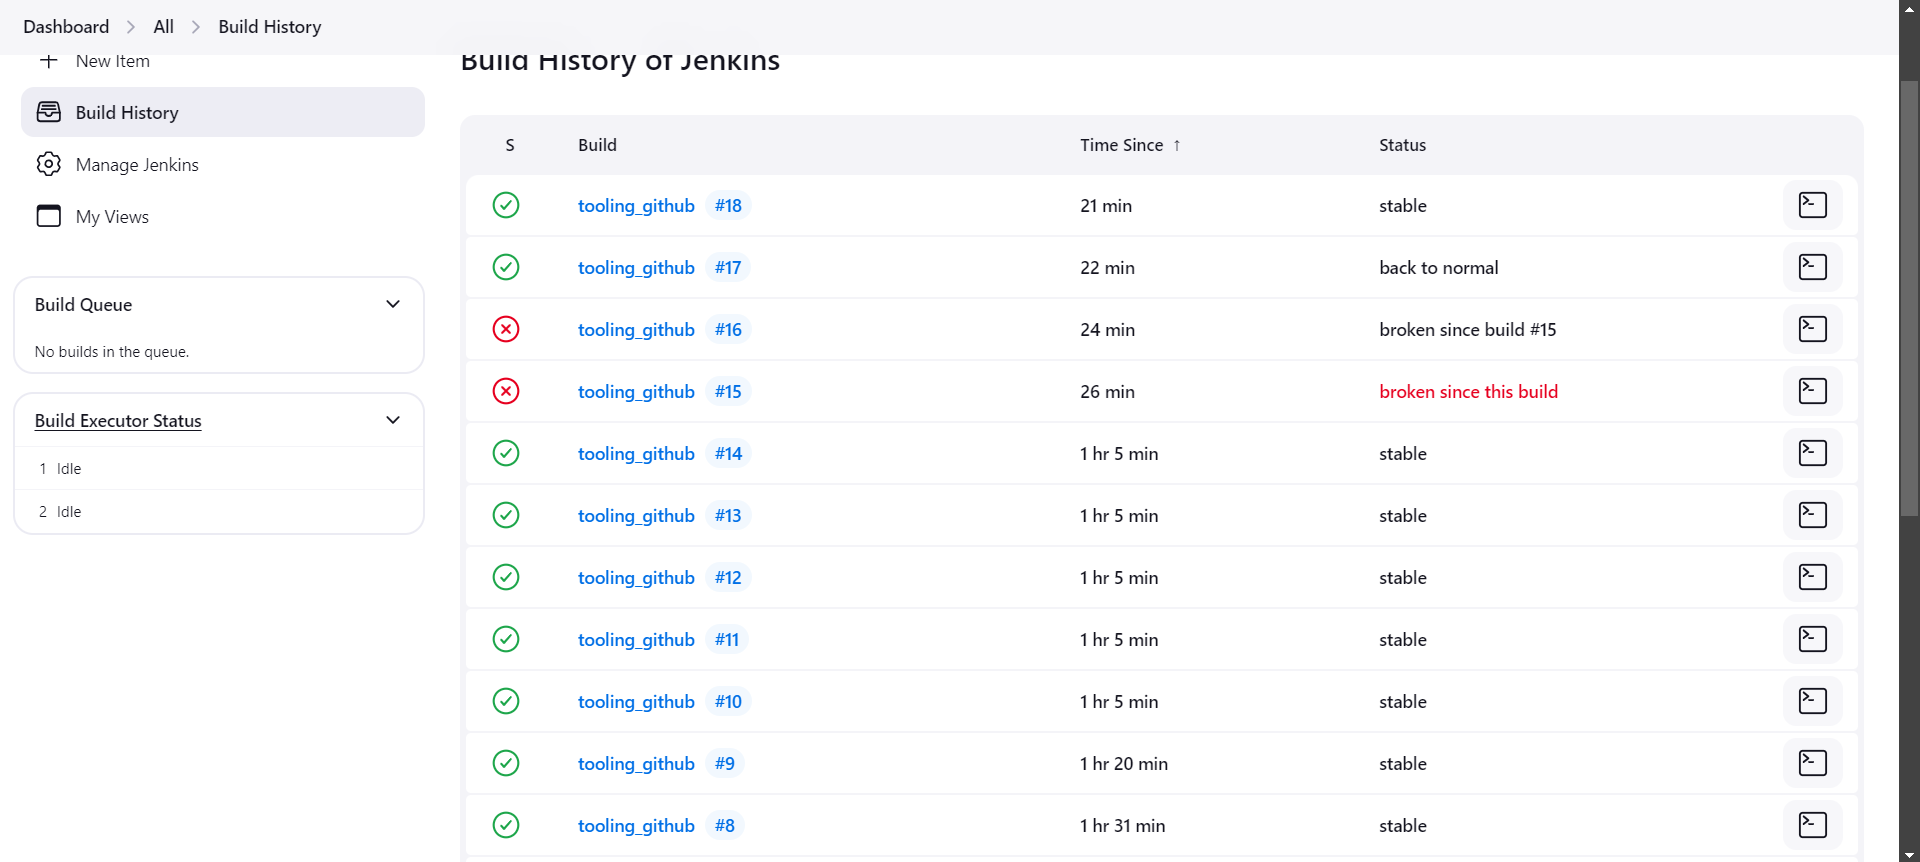 Dashboard All Build History
New Item
Build History
Manage Jenkins
My Views
Build Queue
No builds in the queue.
Build Executor Status
1 Idle
2 Idle
Build History of Jenkins
S Build Time Since ↑ Status
tooling_github #18 21 min stable
tooling_github #17 22 min back to normal
tooling_github #16 24 min broken since build #15
tooling_github #15 26 min broken since this build
tooling_github #14 1 hr 5 min stable
tooling_github #13 1 hr 5 min stable
tooling_github #12 1 hr 5 min stable
tooling_github #11 1 hr 5 min stable
tooling_github #10 1 hr 5 min stable
tooling_github #9 1 hr 20 min stable
tooling_github #8 1 hr 31 min stable